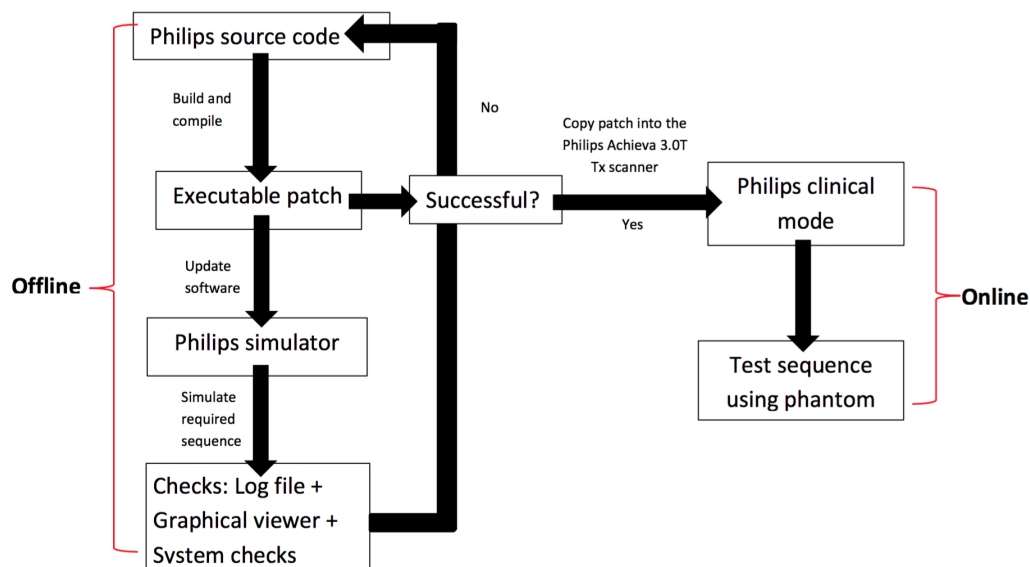 Philips source code
Build and
compile
No
Copy patch into the
Philips Achieva 3.0T
Tx scanner
Executable patch
Successful?
Yes
Philips clinical
mode
Update
software
Offline
Online
Philips simulator
Test sequence
using phantom
Simulate
required
sequence
Checks: Log file +
Graphical viewer +
System checks